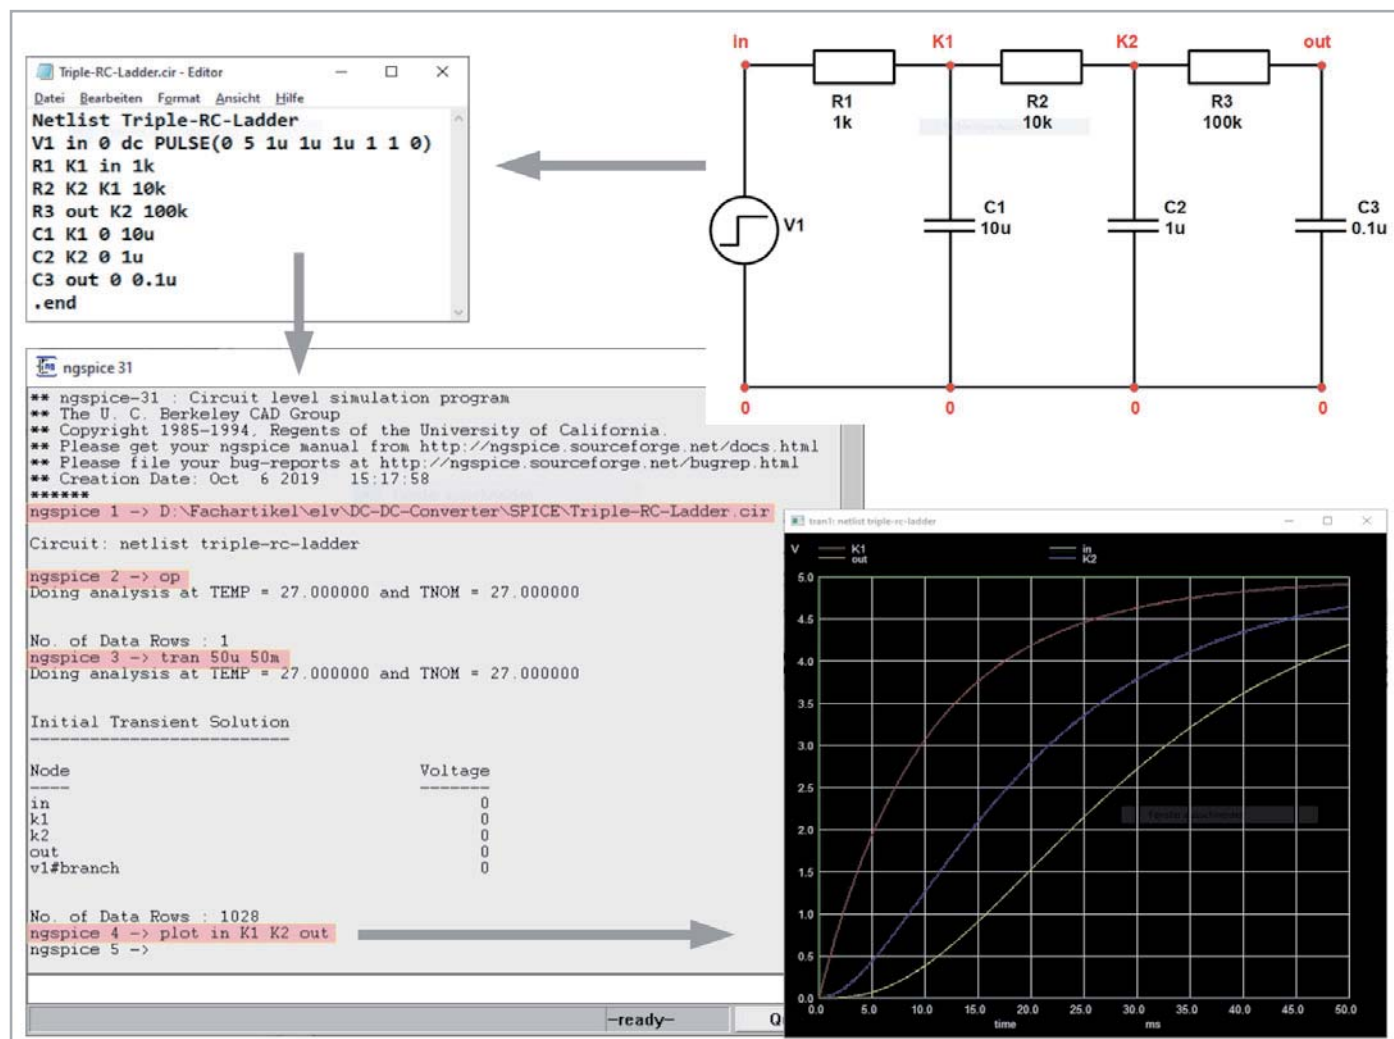 Triple-RC-Ladder.cir - Editor
Datei Bearbeiten Format Ansicht Hilfe
Netlist Triple-RC-Ladder
V1 in 0 dc PULSE(0 5 1u 1u 1u 1 1 0)
R1 K1 in 1k
R2 K2 K1 10k
R3 out K2 100k
C1 K1 0 10u
C2 K2 0 1u
C3 out 0 0.1u
.end
in K1 K2 out
R1 R2 R3
1k 10k 100k
V1
C1 C2 C3
10u 1u 0.1u
0 0 0 0
ngspice 31
** ngspice-31 : Circuit level simulation program
** The U. C. Berkeley CAD Group
** Copyright 1985-1994, Regents of the University of California.
** Please get your ngspice manual from http://ngspice.sourceforge.net/docs.html
** Please file your bug-reports at http://ngspice.sourceforge.net/bugrep.html
** Creation Date: Oct 6 2019 15:17:58
******
ngspice 1 -> D:\Fachartikel\elv\DC-DC-Converter\SPICE\Triple-RC-Ladder.cir
Circuit: netlist triple-rc-ladder
ngspice 2 -> op
Doing analysis at TEMP = 27.000000 and TNOM = 27.000000
No. of Data Rows : 1
ngspice 3 -> tran 50u 50m
Doing analysis at TEMP = 27.000000 and TNOM = 27.000000
Initial Transient Solution
--------------------------
Node Voltage
---- -------
in 0
k1 0
k2 0
out 0
v1#branch 0
No. of Data Rows : 1028
ngspice 4 -> plot in K1 K2 out
ngspice 5 ->
--ready--
tran1: netlist triple-rc-ladder
V K1 in
out K2
5.0
4.5
4.0
3.5
3.0
2.5
2.0
1.5
1.0
0.5
0.0
0.0 5.0 10.0 15.0 20.0 25.0 30.0 35.0 40.0 45.0 50.0
time ms